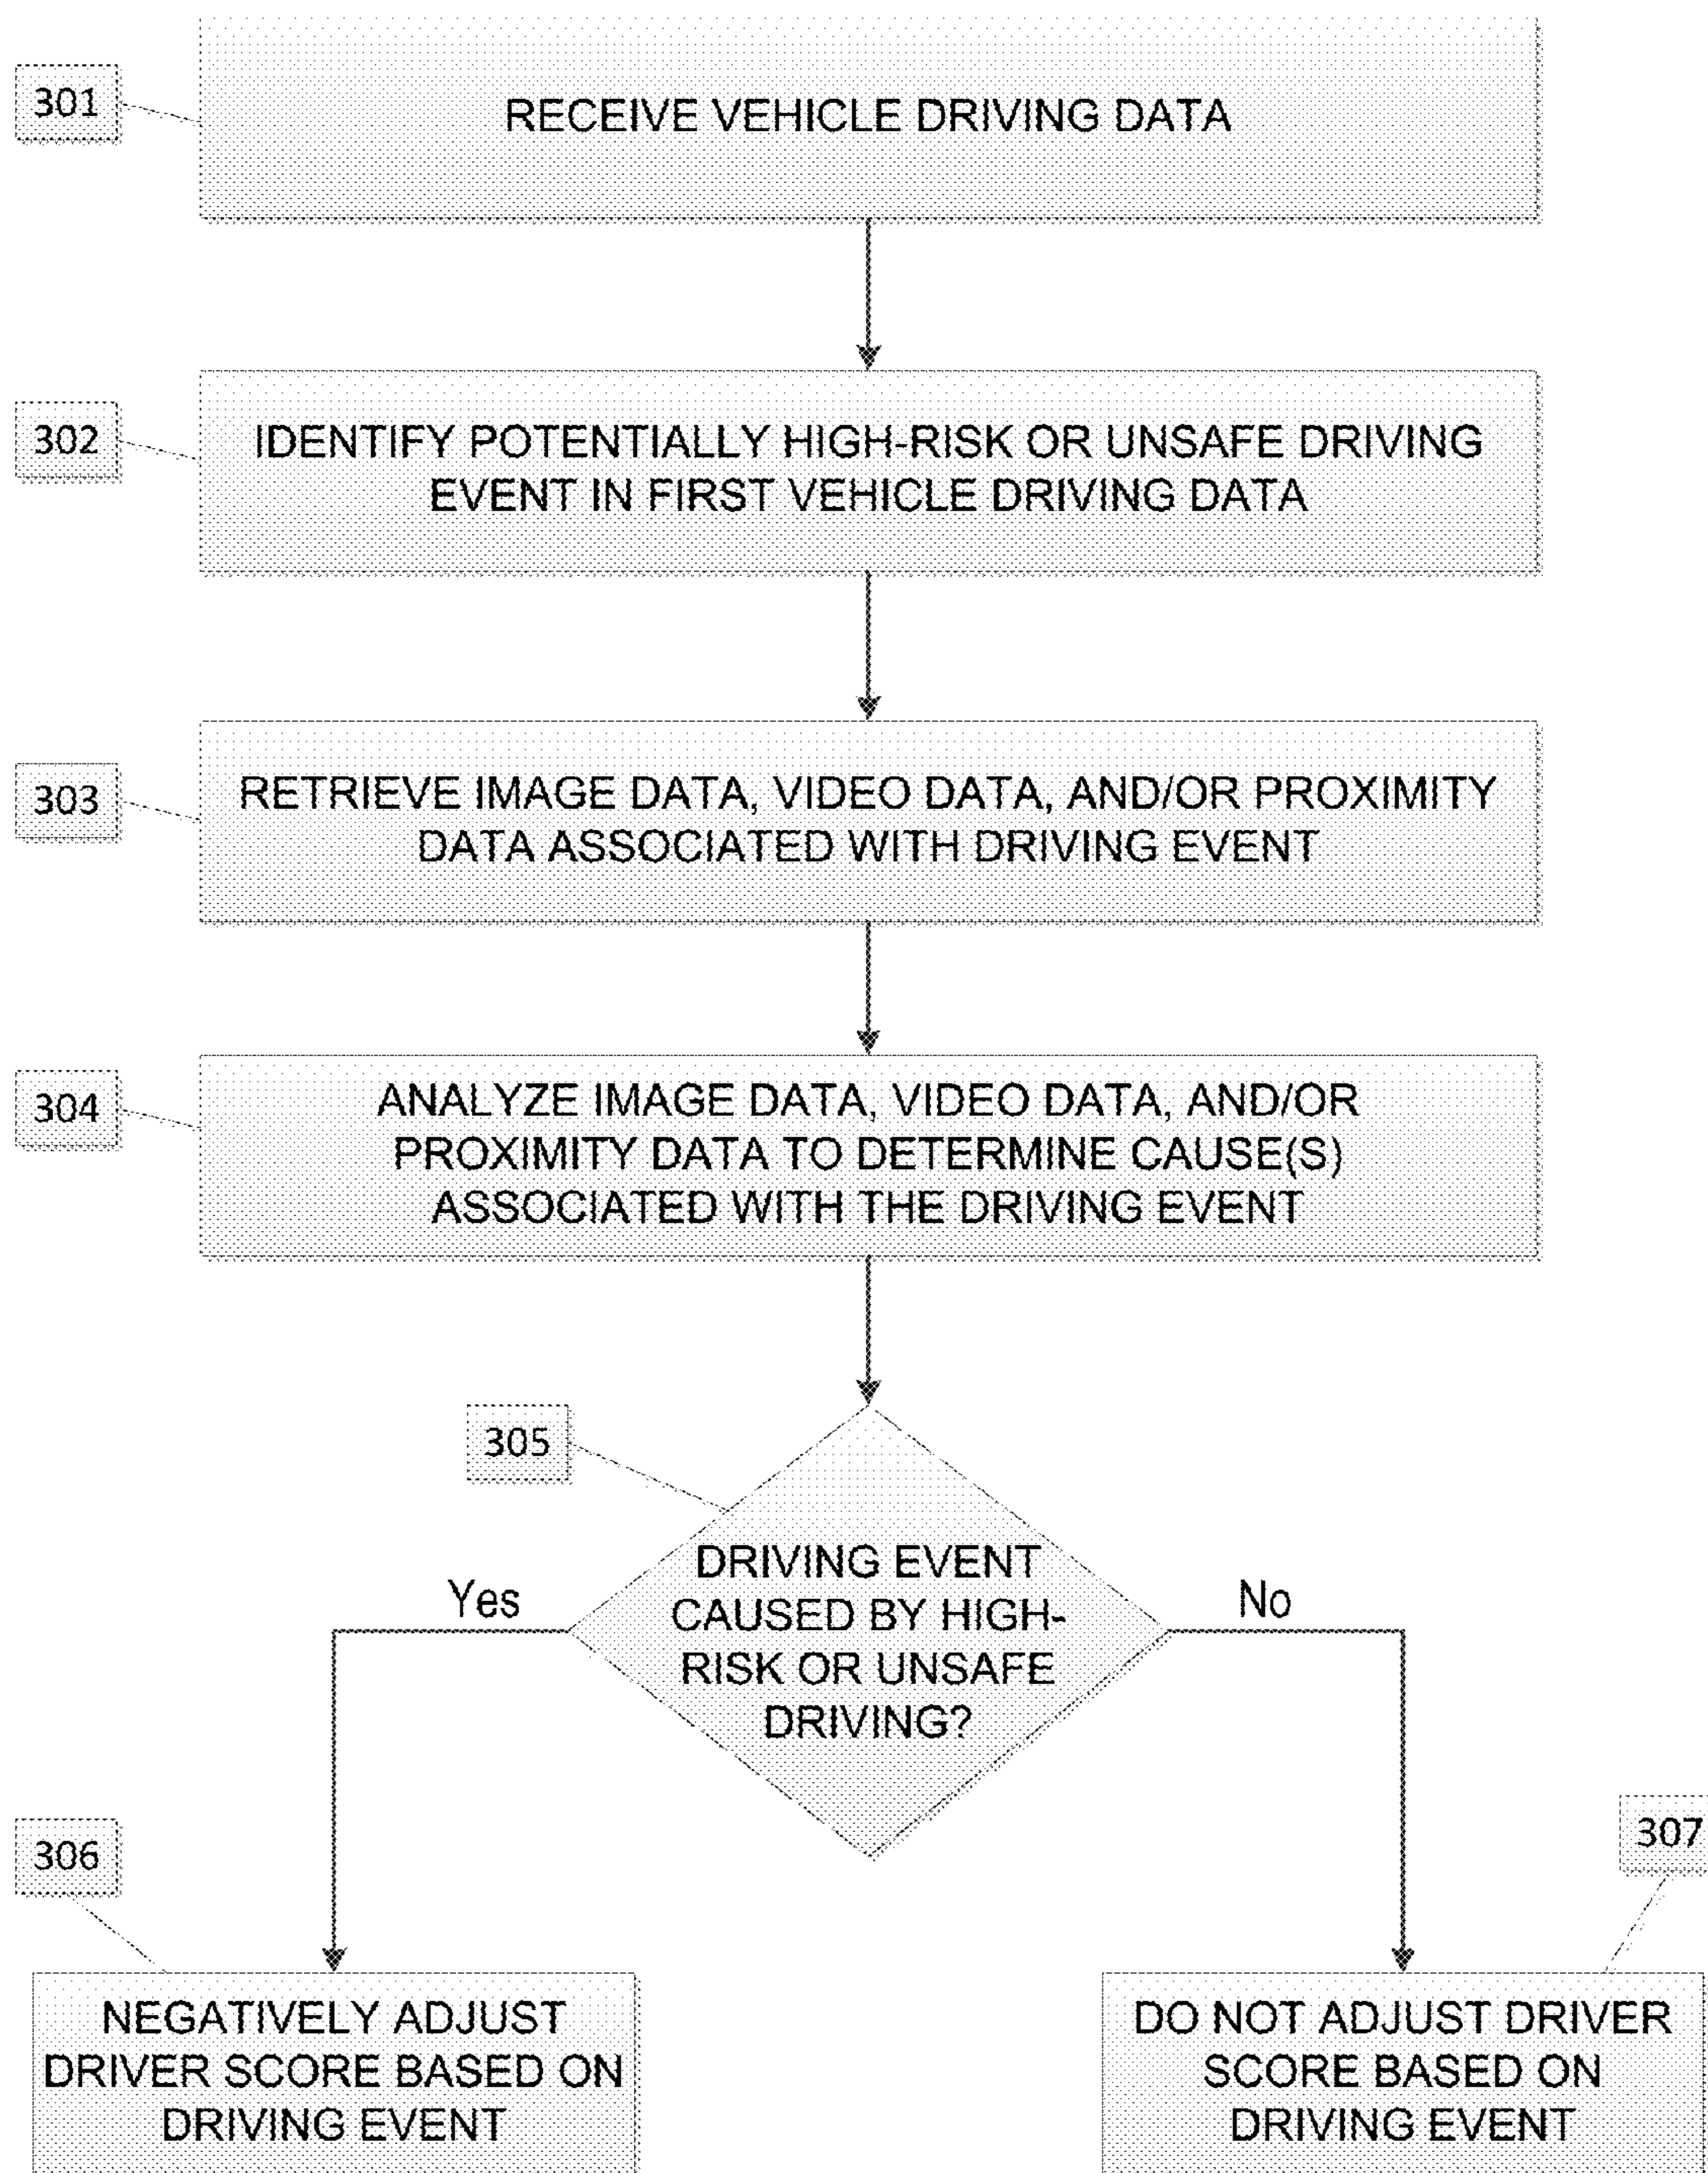 301
RECEIVE VEHICLE DRIVING DATA
302
IDENTIFY POTENTIALLY HIGH-RISK OR UNSAFE DRIVING
EVENT IN FIRST VEHICLE DRIVING DATA
303
RETRIEVE IMAGE DATA, VIDEO DATA, AND/OR PROXIMITY
DATA ASSOCIATED WITH DRIVING EVENT
304
ANALYZE IMAGE DATA, VIDEO DATA, AND/OR
PROXIMITY DATA TO DETERMINE CAUSE(S)
ASSOCIATED WITH THE DRIVING EVENT
305
DRIVING EVENT
CAUSED BY HIGH-
RISK OR UNSAFE
DRIVING?
Yes
No
306
NEGATIVELY ADJUST
DRIVER SCORE BASED ON
DRIVING EVENT
307
DO NOT ADJUST DRIVER
SCORE BASED ON
DRIVING EVENT